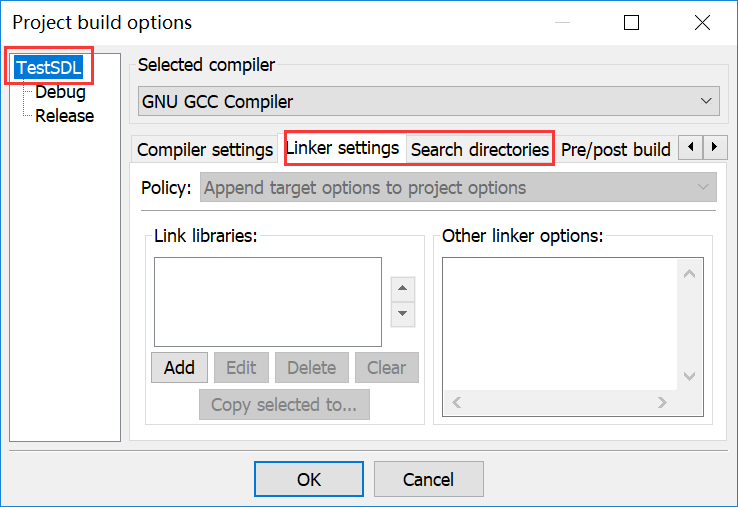 Project build options
TestSDL
Debug
Release
Selected compiler
GNU GCC Compiler
Compiler settings Linker settings Search directories Pre/post build
Policy: Append target options to project options
Link libraries:
Other linker options:
Add Edit Delete Clear
Copy selected to...
OK Cancel